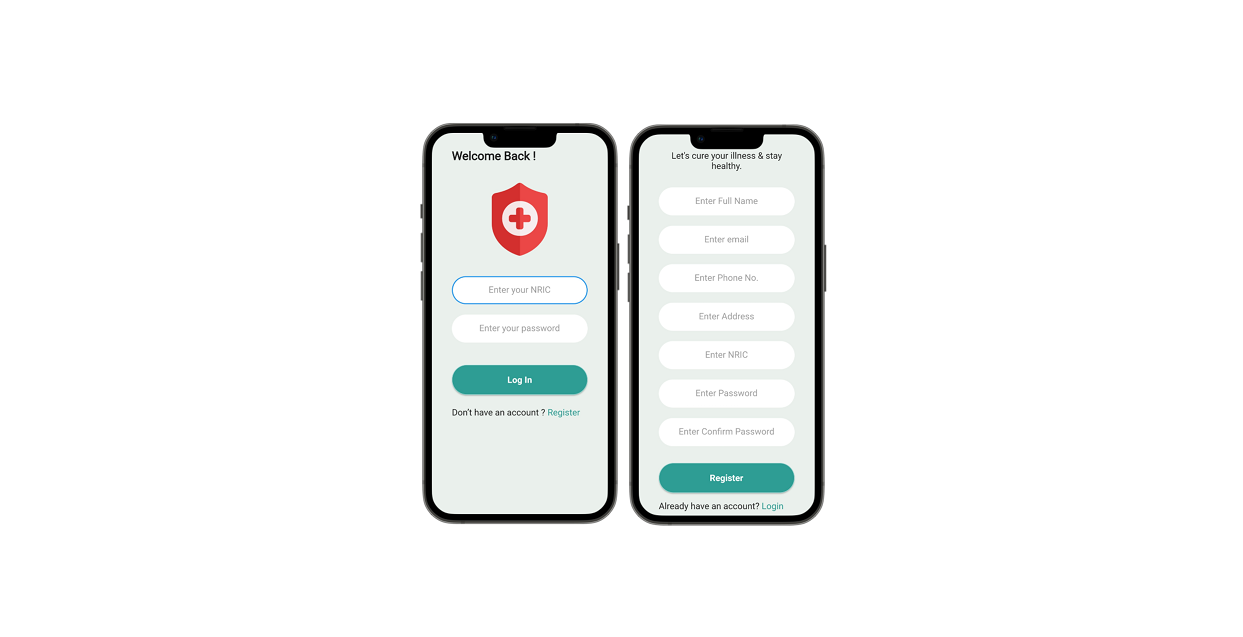 Welcome Back !
Enter your NRIC
Enter your password
Log In
Don't have an account ? Register
Let's cure your illness & stay
healthy.
Enter Full Name
Enter email
Enter Phone No.
Enter Address
Enter NRIC
Enter Password
Enter Confirm Password
Register
Already have an account? Login